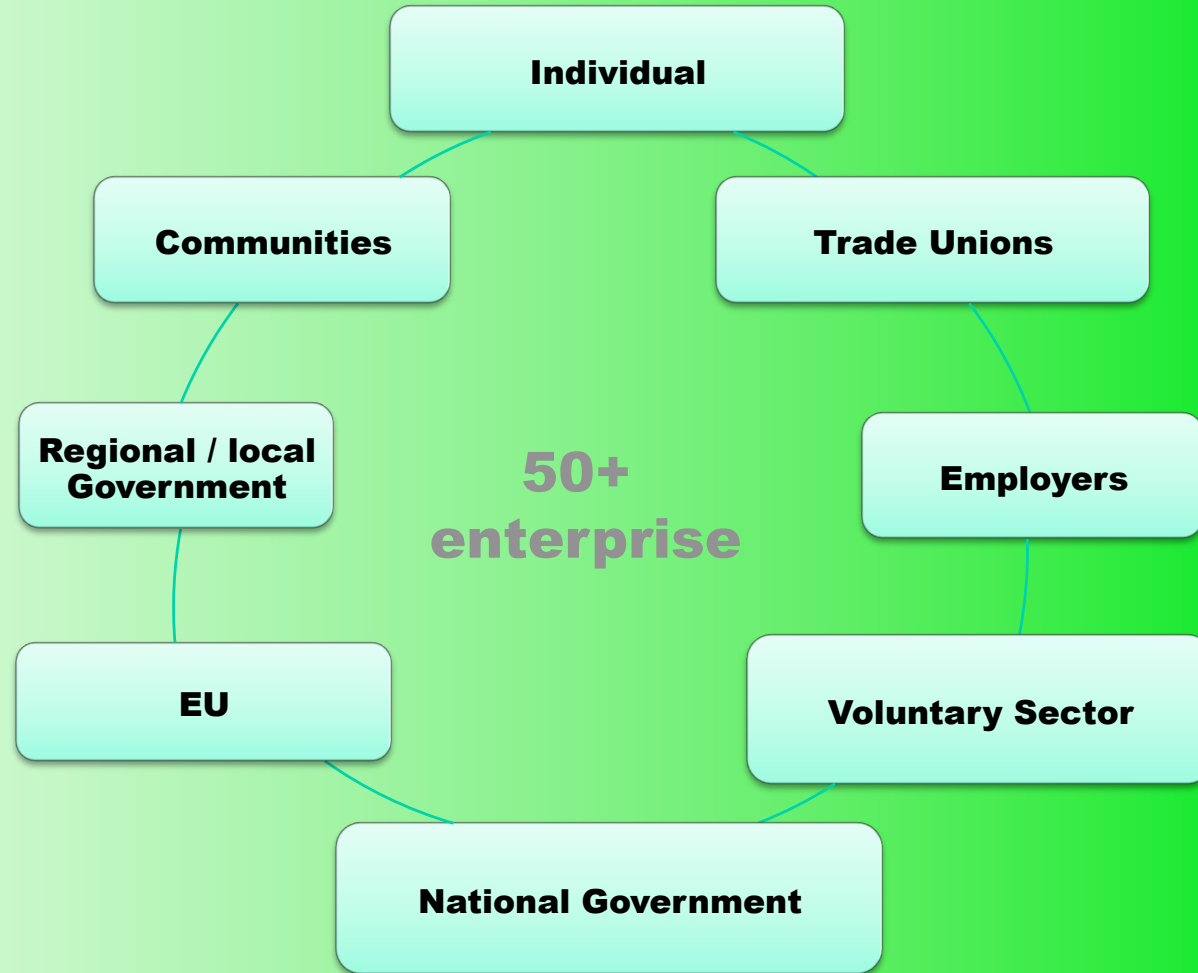 Individual
Communities
Trade Unions
Regional / local
Government
50+
enterprise
Employers
EU
Voluntary Sector
National Government